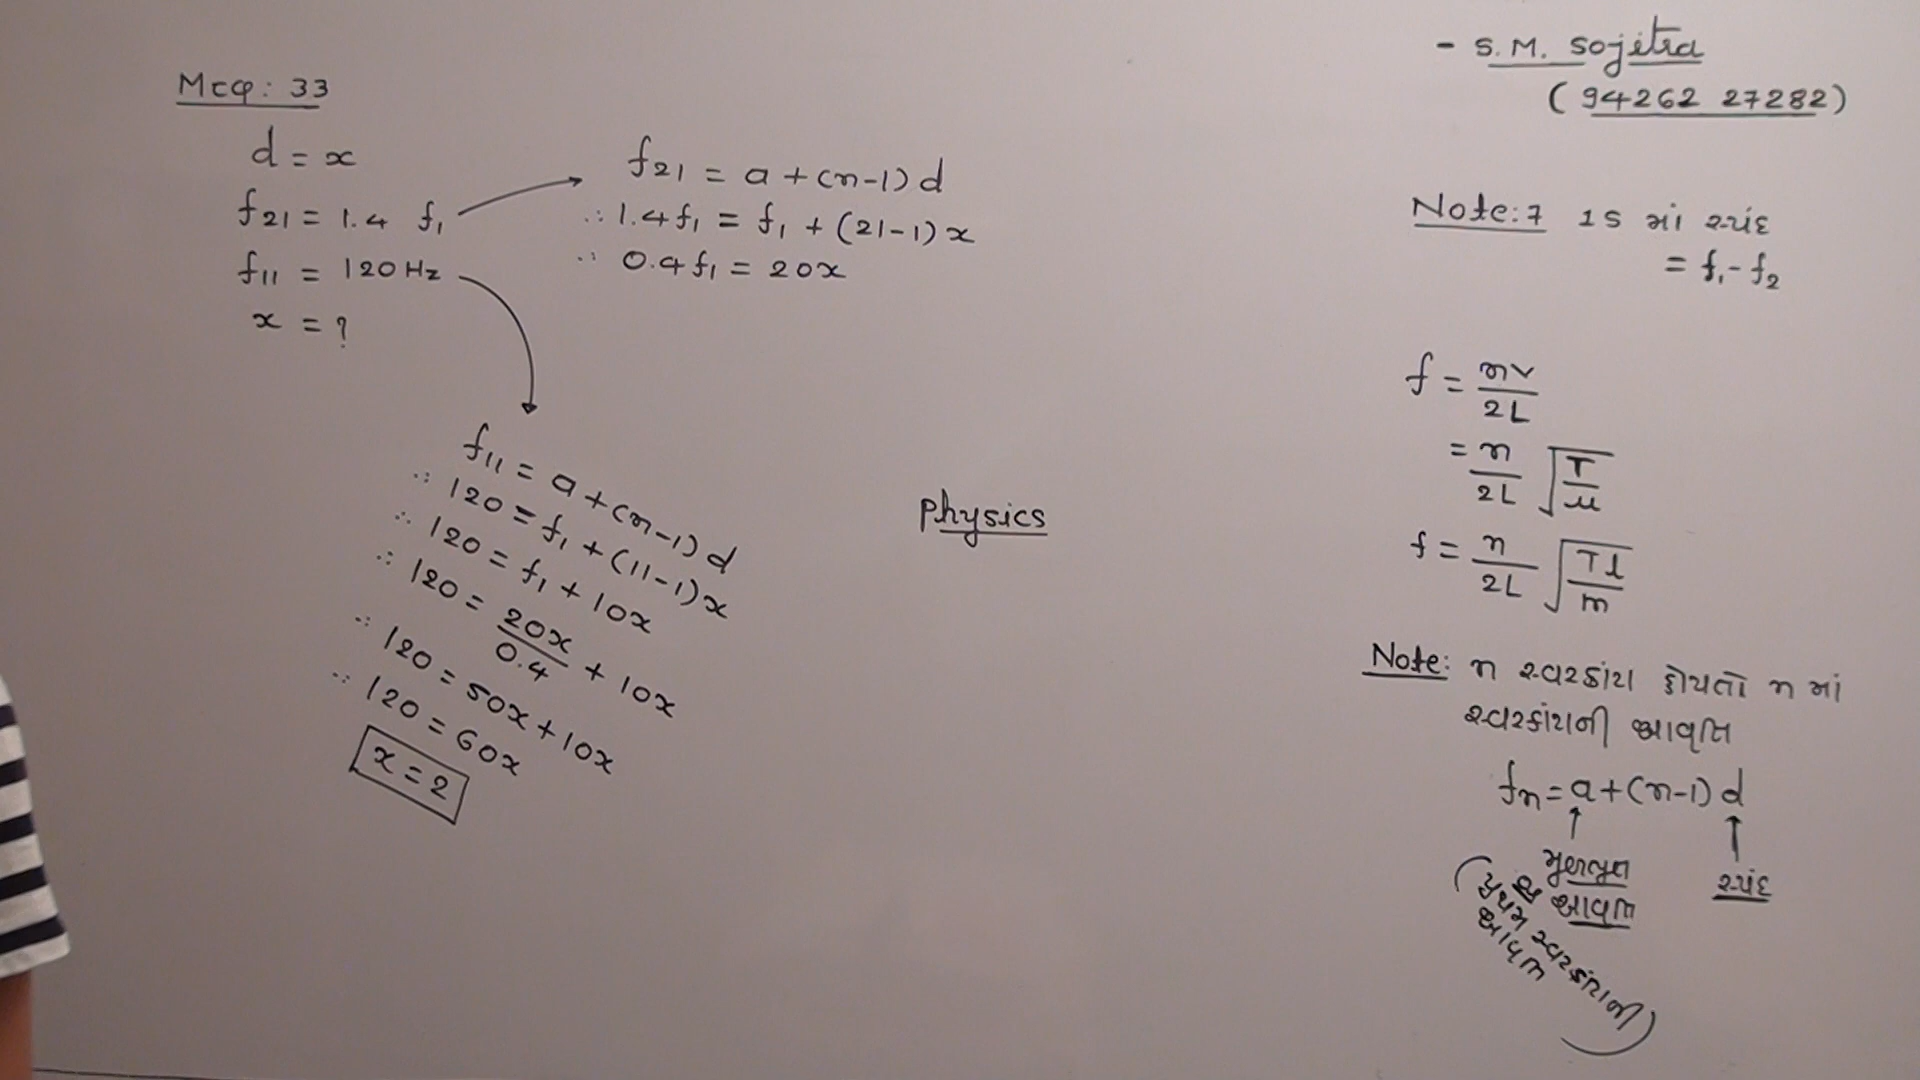 Mcq: 33
d = x
f21 = 1.4 f1
f11 = 120 Hz
x = ?
f21 = a + (n-1) d
∴ 1.4 f1 = f1 + (21-1) x
∴ 0.4 f1 = 20x
f11 = a + (n-1) d
∴ 120 = f1 + (11-1) x
∴ 120 = f1 + 10x
∴ 120 = 20x/0.4 + 10x
∴ 120 = 50x + 10x
∴ 120 = 60x
x = 2
Physics
- S. M. Sojitra
( 94262 27282)
Note: 7 1s માં સ્પંદ
= f1 - f2
f = nv/2L
= n/2L √(T/μ)
f = n/2L √(Tl/m)
Note: n સ્વરકાંટા હોયતો n માં
સ્વરકાંટાની આવૃતિ
fn = a + (n-1) d
મુળભૂત
આવૃતિ
સ્પંદ
(પ્રથમ સ્વરકાંટાની
આવૃતિ)